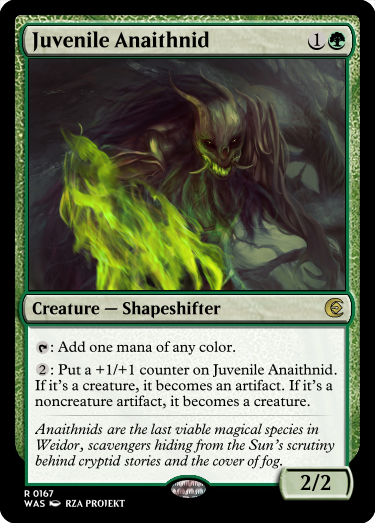 Juvenile Anaithnid 1
Creature — Shapeshifter
: Add one mana of any color.
2: Put a +1/+1 counter on Juvenile Anaithnid.
If it's a creature, it becomes an artifact. If it's a
noncreature artifact, it becomes a creature.
Anaithnids are the last viable magical species in
Weidor, scavengers hiding from the Sun's scrutiny
behind cryptid stories and the cover of fog.
2/2
R 0167
WAS RZA PROJEKT